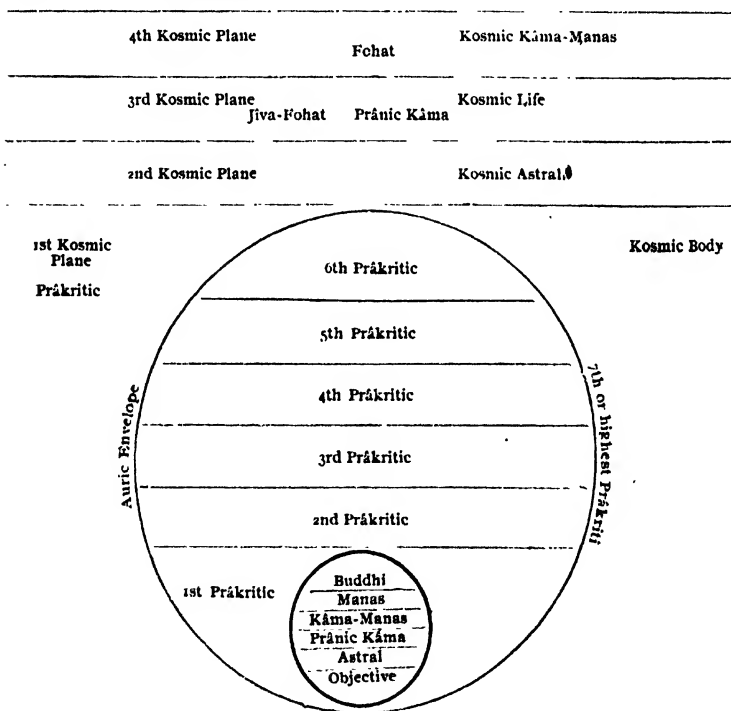 4th Kosmic Plane Fohat Kosmic Kâma-Manas
3rd Kosmic Plane Kosmic Life
Jîva-Fohat Prânic Kâma
2nd Kosmic Plane Kosmic Astral
1st Kosmic
Plane
Prâkritic
Kosmic Body
6th Prâkritic
5th Prâkritic
4th Prâkritic
Auric Envelope
7th or highest Prâkriti
3rd Prâkritic
2nd Prâkritic
1st Prâkritic
Buddhi
Manas
Kâma-Manas
Prânic Kâma
Astral
Objective